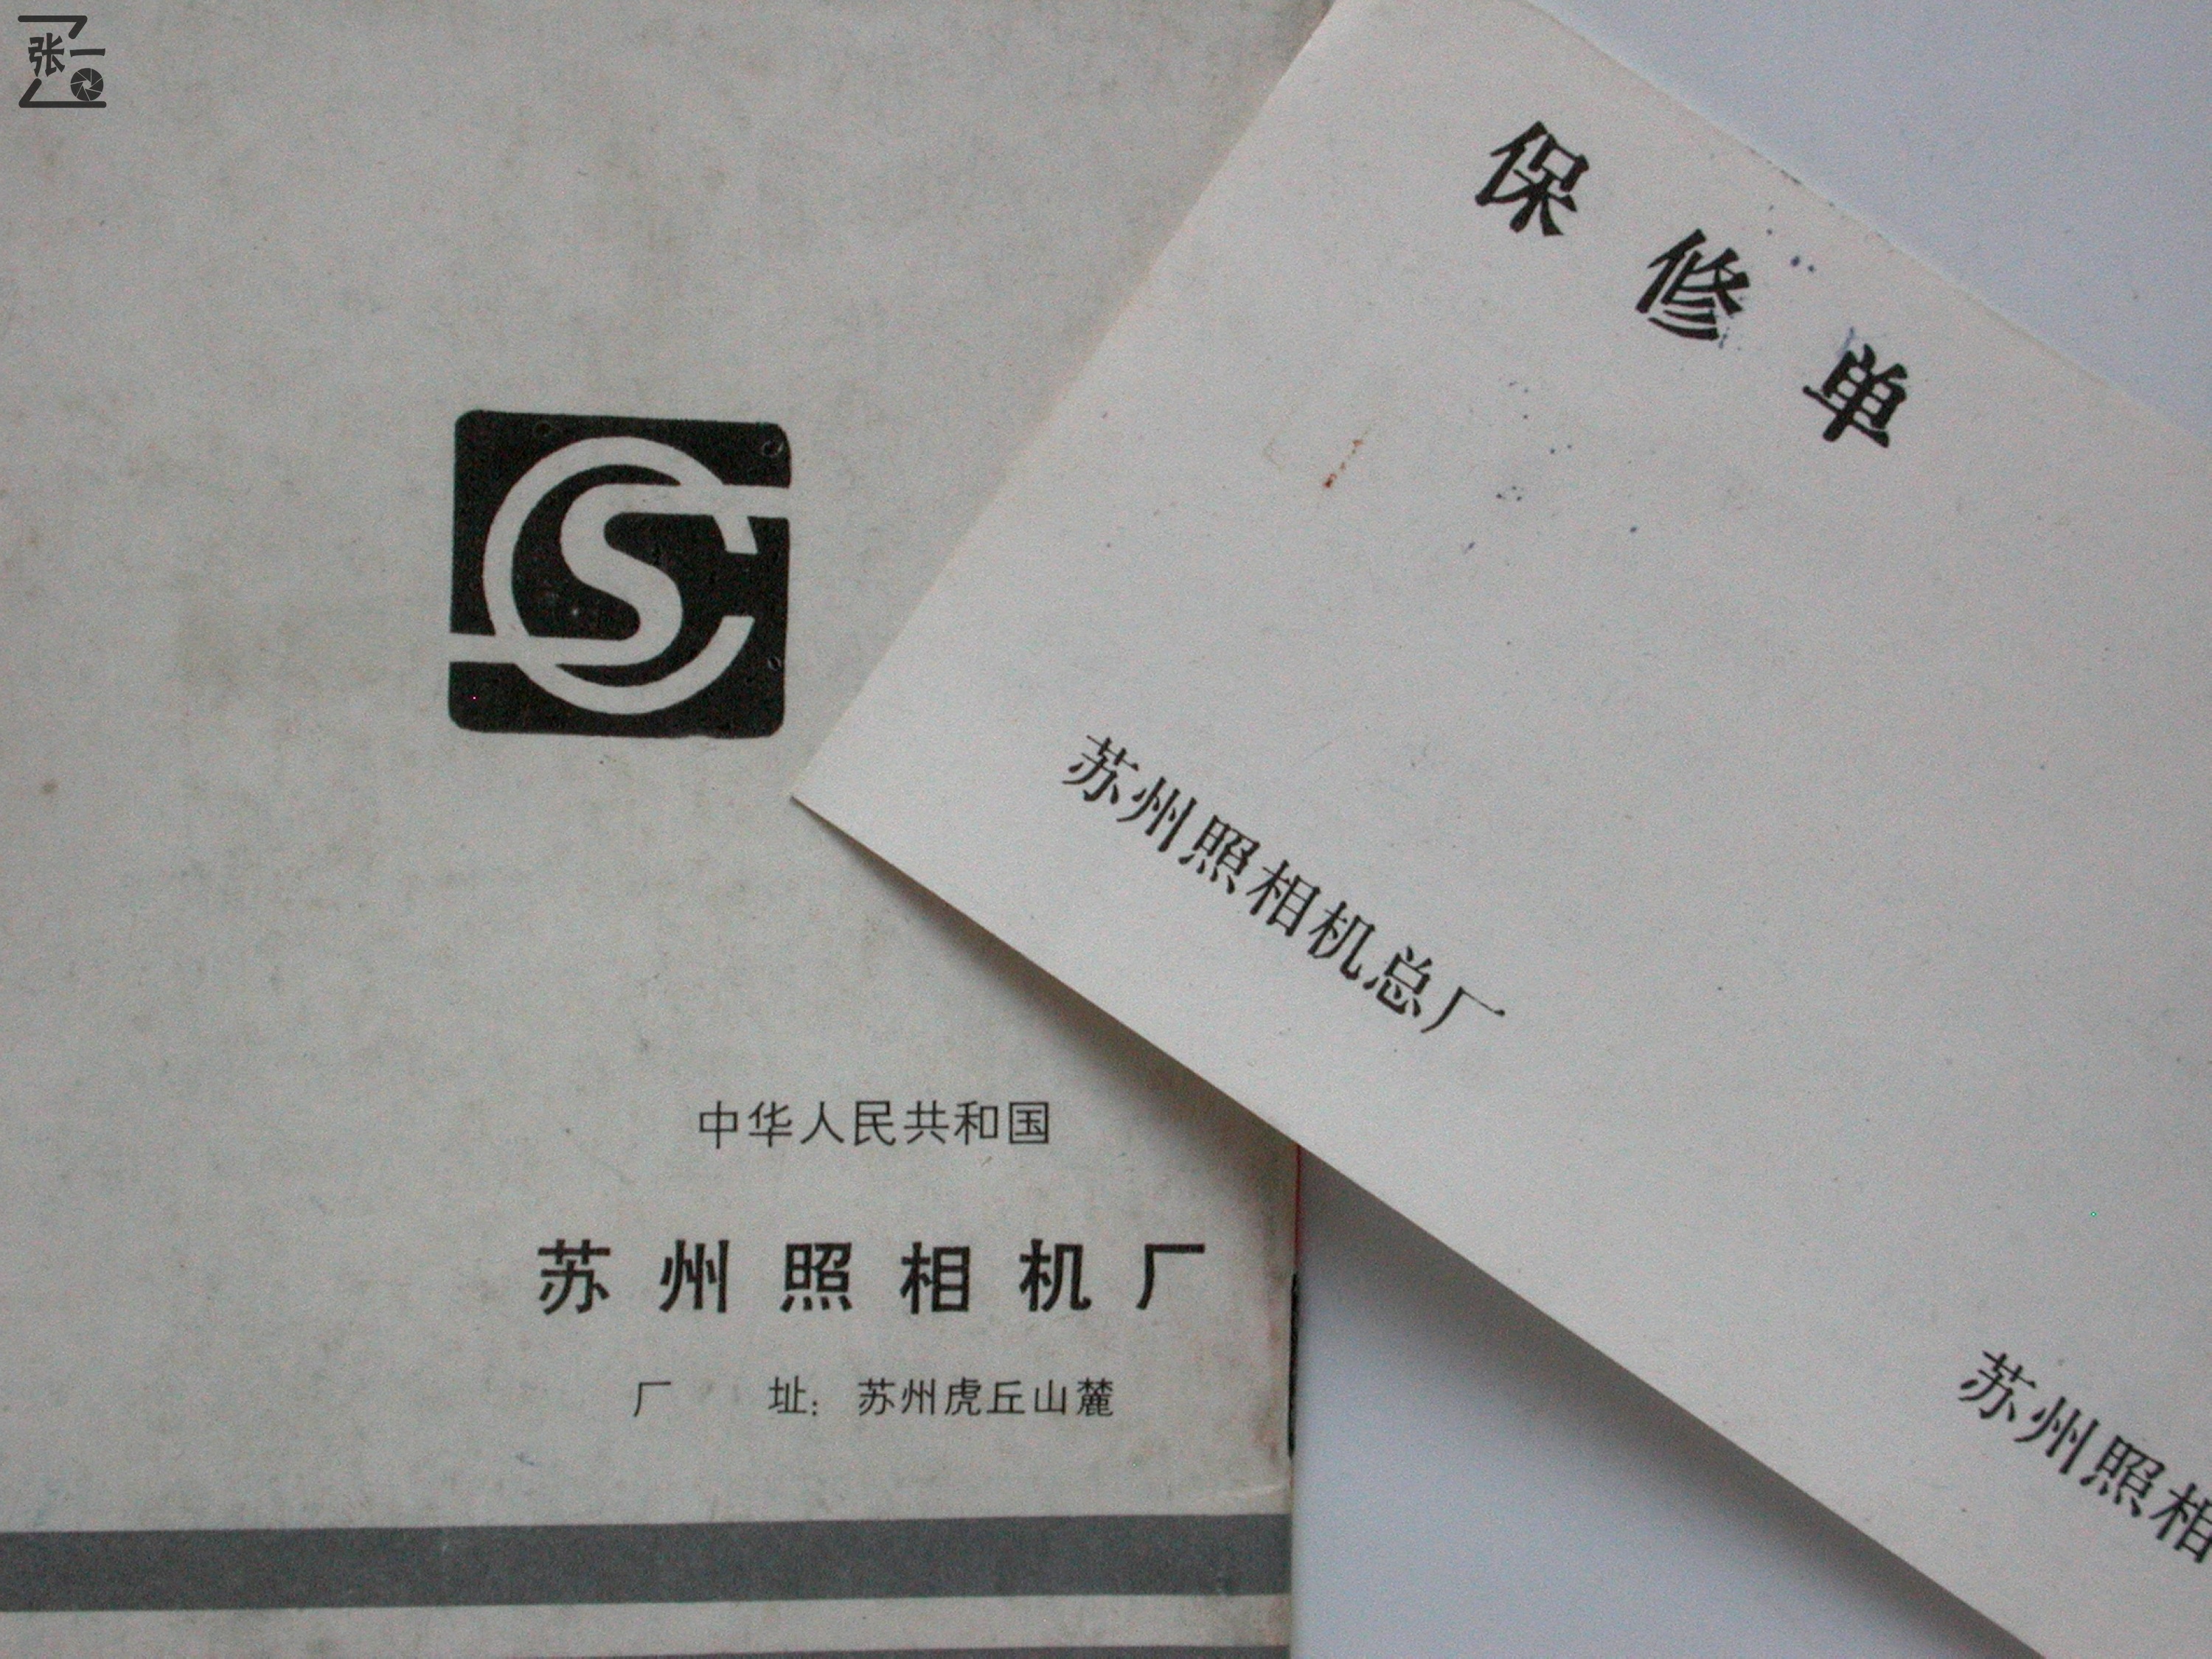 张一
SC
中华人民共和国
苏州照相机厂
厂 址：苏州虎丘山麓
保修单
苏州照相机总厂
苏州照相